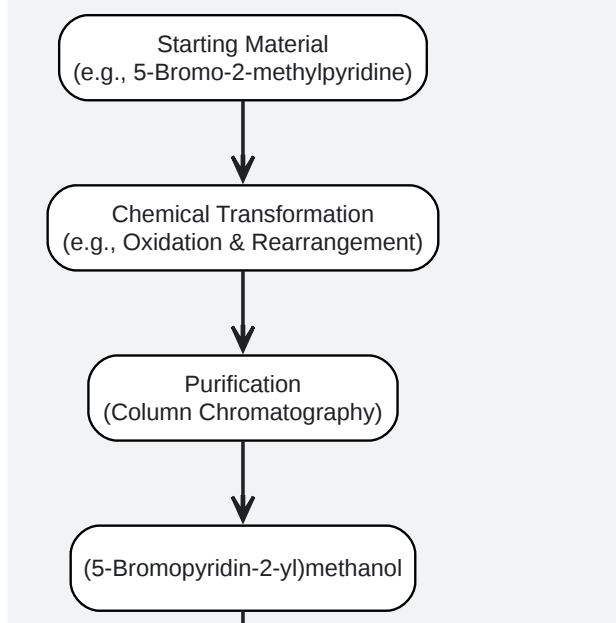 Starting Material
(e.g., 5-Bromo-2-methylpyridine)
Chemical Transformation
(e.g., Oxidation & Rearrangement)
Purification
(Column Chromatography)
(5-Bromopyridin-2-yl)methanol